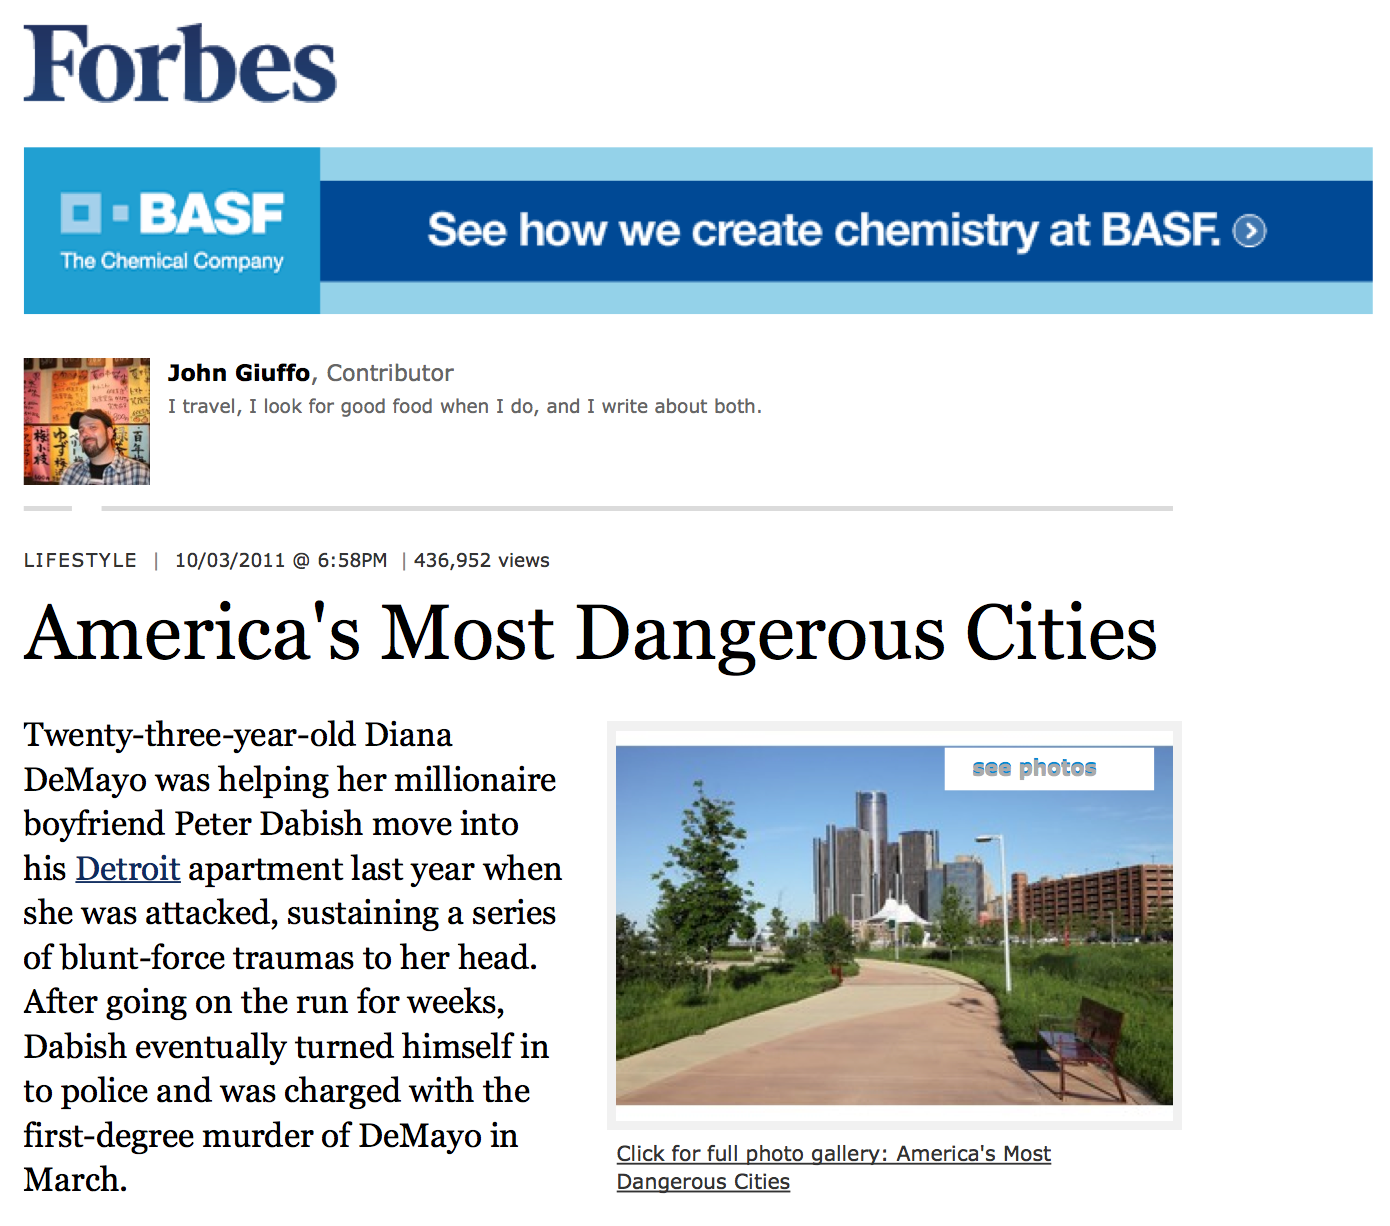 Forbes
BASF
The Chemical Company
See how we create chemistry at BASF.
John Giuffo, Contributor
I travel, I look for good food when I do, and I write about both.
LIFESTYLE | 10/03/2011 @ 6:58PM | 436,952 views
America's Most Dangerous Cities
Twenty-three-year-old Diana
DeMayo was helping her millionaire
boyfriend Peter Dabish move into
his Detroit apartment last year when
she was attacked, sustaining a series
of blunt-force traumas to her head.
After going on the run for weeks,
Dabish eventually turned himself in
to police and was charged with the
first-degree murder of DeMayo in
March.
see photos
Click for full photo gallery: America's Most
Dangerous Cities